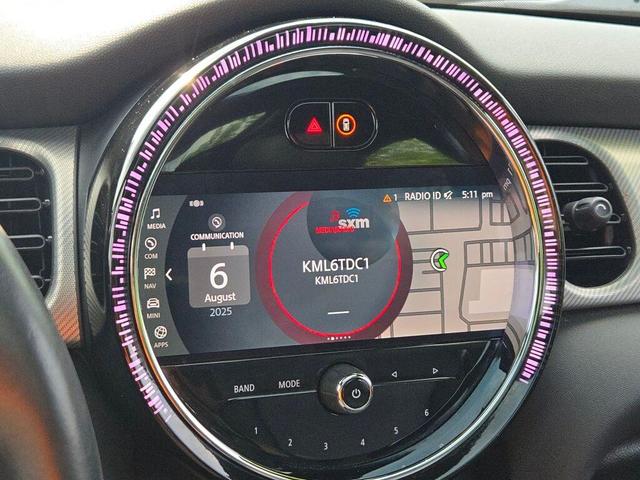 1 RADIO ID 5:11 pm
MEDIA
COM
NAV
MINI
APPS
COMMUNICATION
6
August
2025
sxm
KML6TDC1
KML6TDC1
BAND MODE
1 2 3 4 5 6